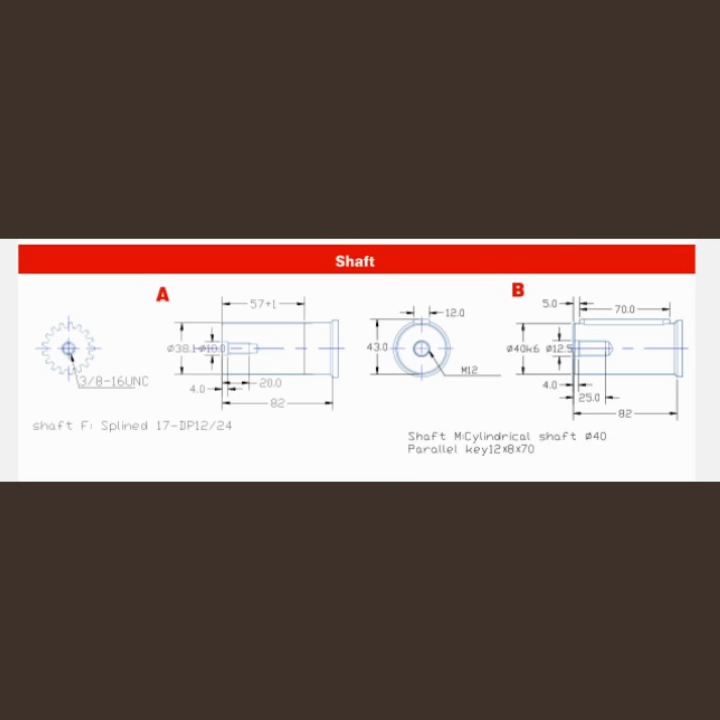 Shaft
A
57+1
Ø38.1
Ø10.0
3/8-16UNC
4.0
20.0
82
shaft F: Splined 17-DP12/24
12.0
43.0
M12
B
5.0
70.0
Ø40k6
Ø12.5
4.0
25.0
82
Shaft M:Cylindrical shaft Ø40
Parallel key12x8x70